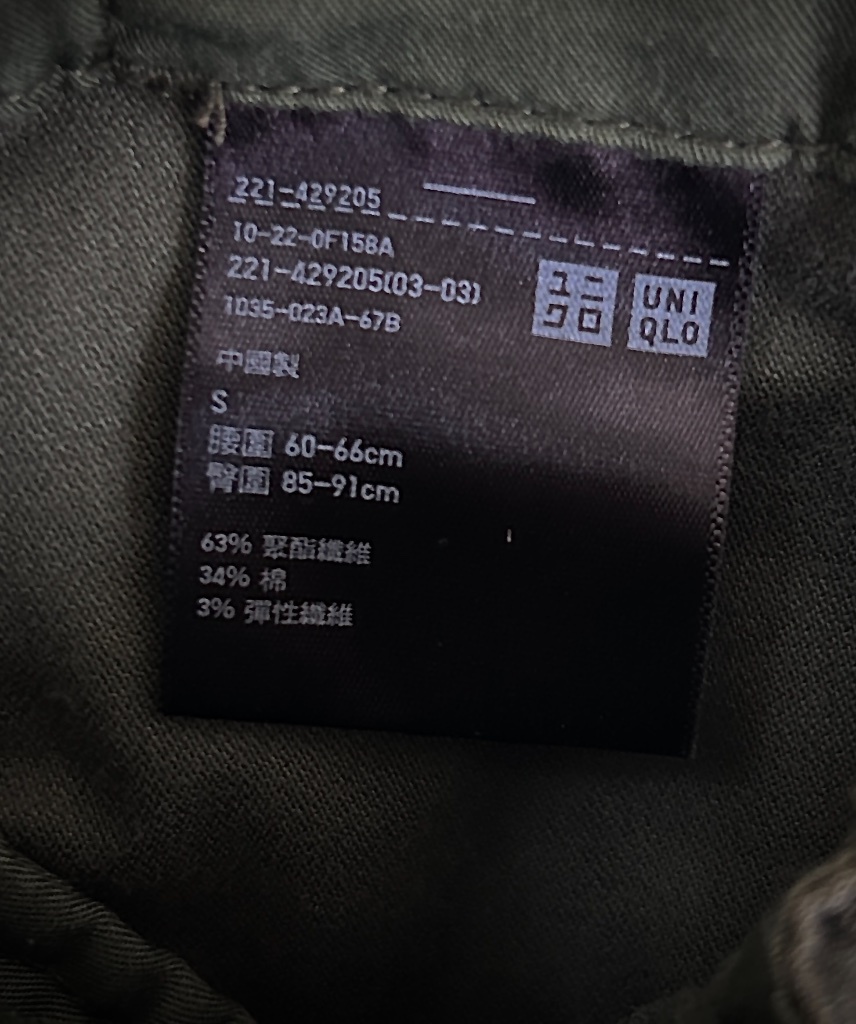 221-429205
10-22-0F158A
221-429205(03-03)
1035-023A-67B
ユニ
クロ
UNI
QLO
中國製
S
腰圍 60-66cm
臀圍 85-91cm
63% 聚酯纖維
34% 棉
3% 彈性纖維